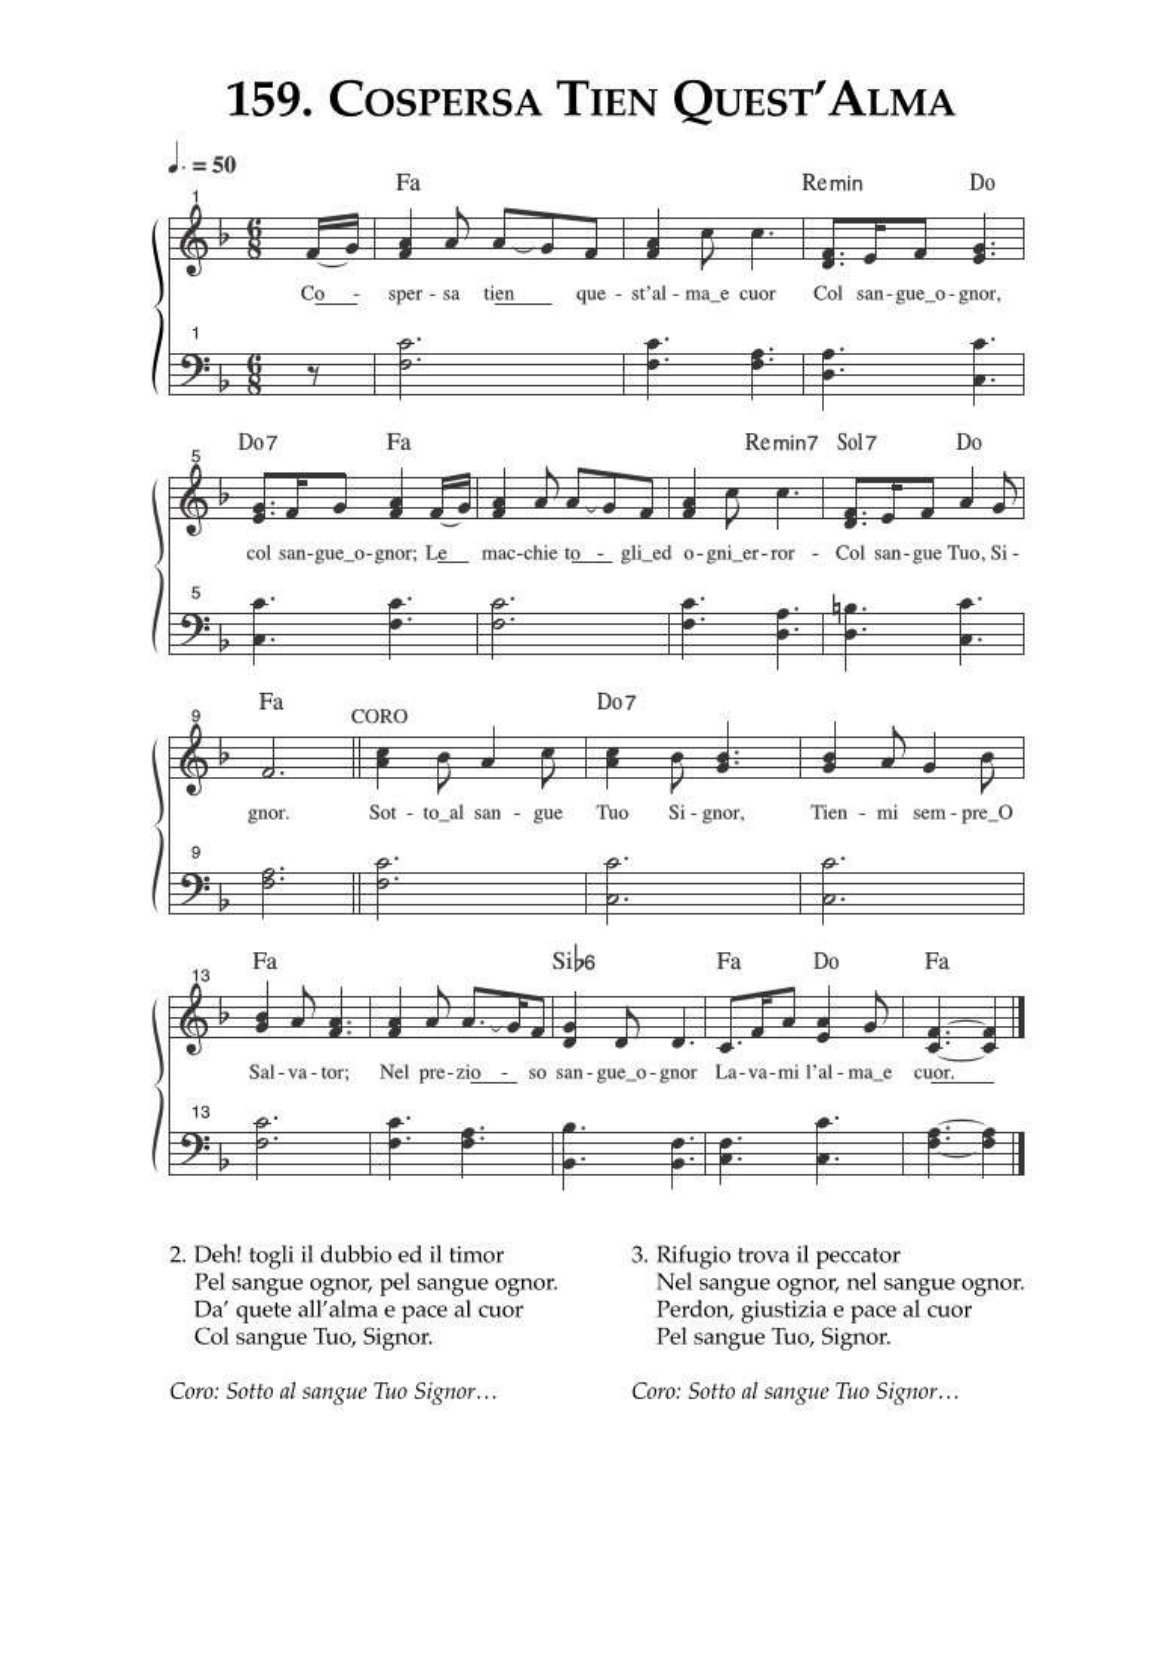 159. Cospersa Tien Quest'Alma
♩. = 50
Fa Remin Do
1
6 8
Co - sper - sa tien que - st'al - ma_e cuor Col san - gue_o - gnor,
1
6 8
Do7 Fa Remin7 Sol7 Do
5
col san - gue_o - gnor; Le mac - chie to - gli_ed o - gni_er - ror - Col san - gue Tuo, Si -
5
Fa CORO Do7
9
gnor. Sot - to_al san - gue Tuo Si - gnor, Tien - mi sem - pre_O
9
Fa Si♭6 Fa Do Fa
13
Sal - va - tor; Nel pre - zio - so san - gue_o - gnor La - va - mi l'al - ma_e cuor.
13
2. Deh! togli il dubbio ed il timor
Pel sangue ognor, pel sangue ognor.
Da' quete all'alma e pace al cuor
Col sangue Tuo, Signor.
Coro: Sotto al sangue Tuo Signor…
3. Rifugio trova il peccator
Nel sangue ognor, nel sangue ognor.
Perdon, giustizia e pace al cuor
Pel sangue Tuo, Signor.
Coro: Sotto al sangue Tuo Signor…